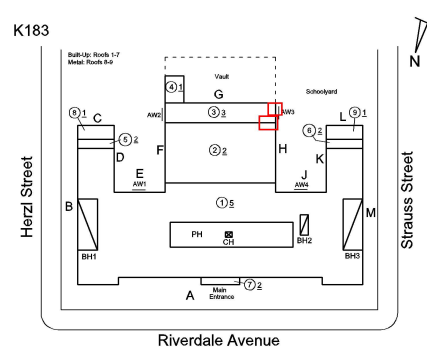 K183
Built-Up: Roofs 1-7
Metal: Roofs 8-9
N
4 1
Vault
Schoolyard
G
AW2
3 3
AW3
8 1
C
L
9 1
5 2
D
F
2 2
H
6 2
K
E
AW1
J
AW4
Herzl Street
Strauss Street
B
1 5
M
PH
CH
BH2
BH1
BH3
7 2
A
Main
Entrance
Riverdale Avenue